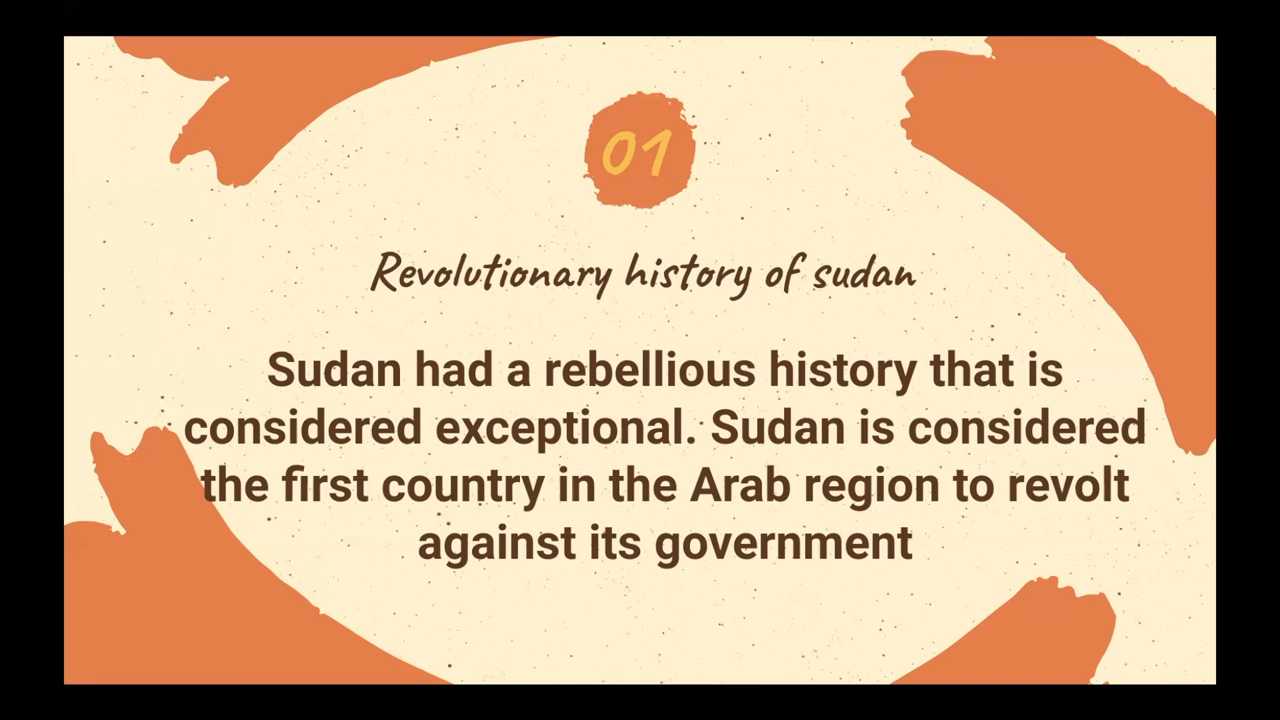 01
Revolutionary history of sudan
Sudan had a rebellious history that is
considered exceptional. Sudan is considered
the first country in the Arab region to revolt
against its government